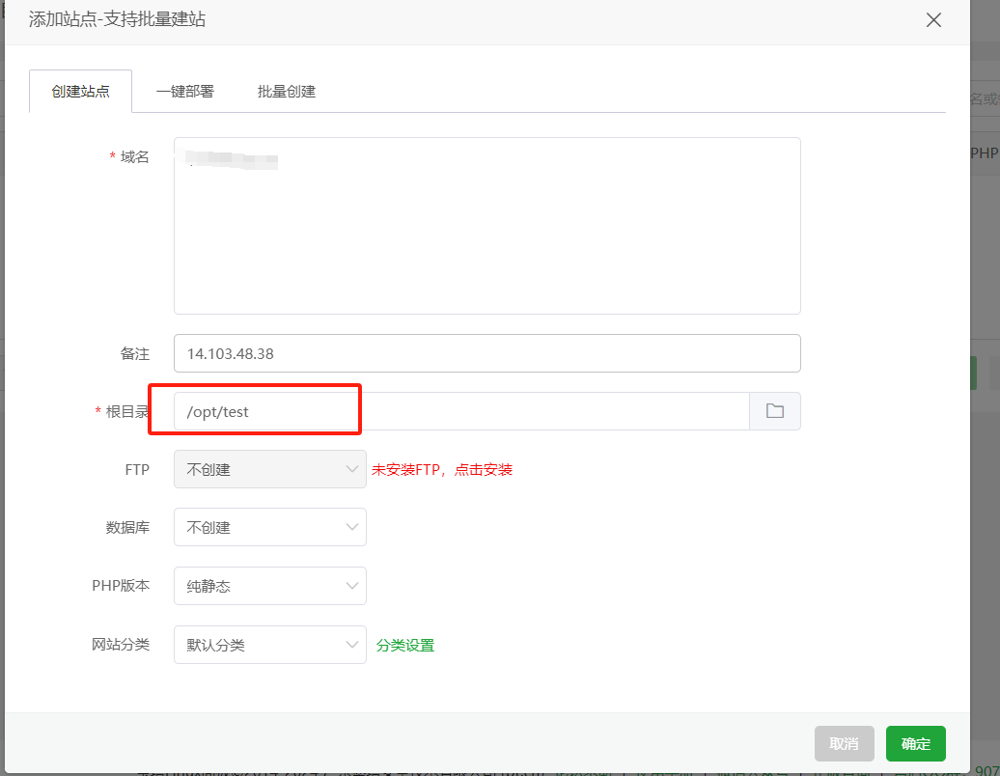 添加站点-支持批量建站
创建站点 一键部署 批量创建
* 域名
备注 14.103.48.38
* 根目录 /opt/test
FTP 不创建 未安装FTP，点击安装
数据库 不创建
PHP版本 纯静态
网站分类 默认分类 分类设置
取消 确定
名或
PHP
907